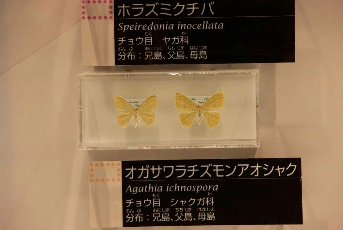 ホラズミクチバ
Speiredonia inocellata
チョウ目　ヤガ科
分布：兄島、父島、母島
オガサワラチズモンアオシャク
Agathia ichnospora
チョウ目　シャクガ科
分布：兄島、父島、母島